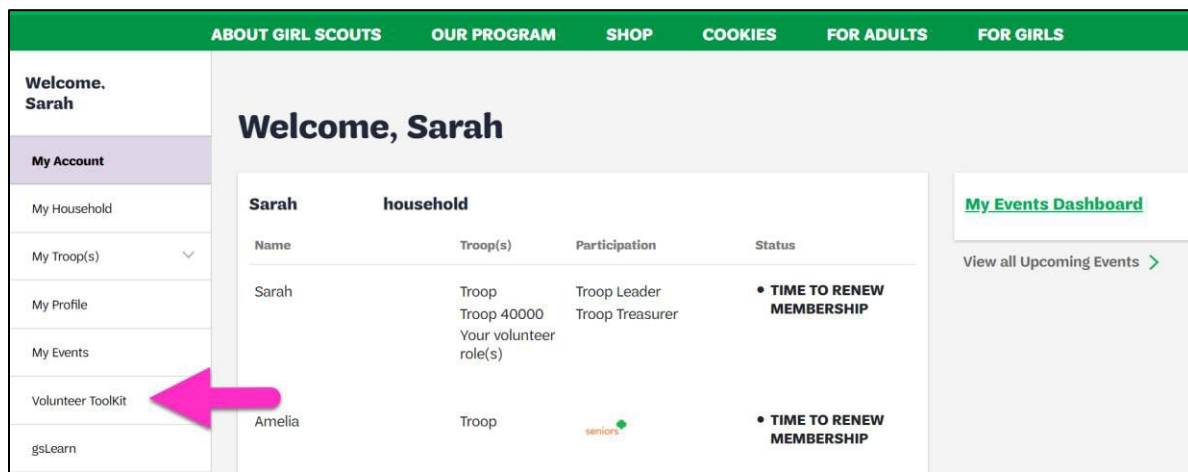 ABOUT GIRL SCOUTS OUR PROGRAM SHOP COOKIES FOR ADULTS FOR GIRLS
Welcome.
Sarah
My Account
My Household
My Troop(s)
My Profile
My Events
Volunteer ToolKit
gsLearn
Welcome, Sarah
Sarah household
Name Troop(s) Participation Status
Sarah Troop Troop Leader • TIME TO RENEW
Troop 40000 Troop Treasurer MEMBERSHIP
Your volunteer
role(s)
Amelia Troop seniors • TIME TO RENEW
MEMBERSHIP
My Events Dashboard
View all Upcoming Events